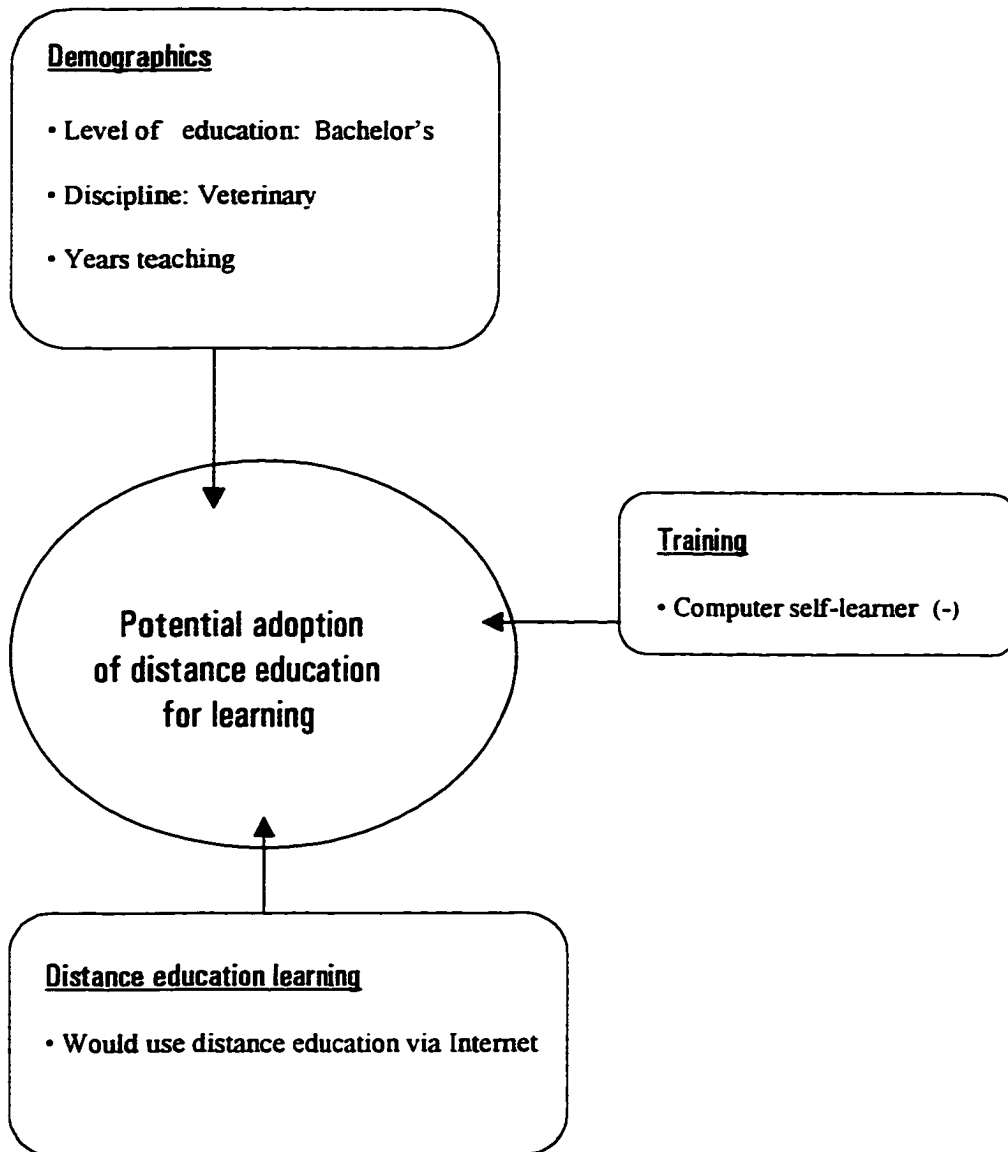 Demographics
• Level of education: Bachelor's
• Discipline: Veterinary
• Years teaching
Potential adoption
of distance education
for learning
Training
• Computer self-learner (-)
Distance education learning
• Would use distance education via Internet